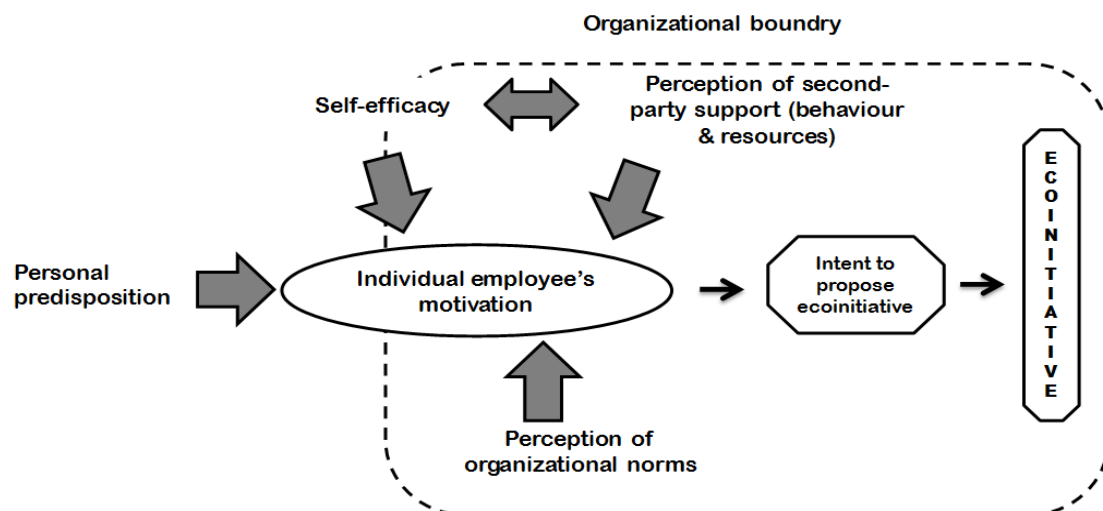 Organizational boundry
Self-efficacy
Perception of second-
party support (behaviour
& resources)
Personal
predisposition
Individual employee's
motivation
Intent to
propose
ecoinitiative
ECOINITIATIVE
Perception of
organizational norms